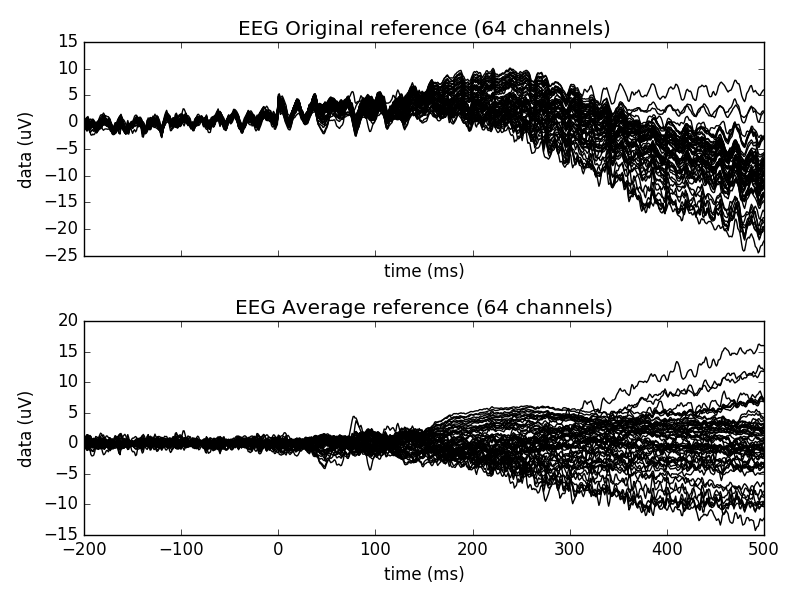 EEG Original reference (64 channels)
15
10
5
0
−5
−10
−15
−20
−25
data (uV)
time (ms)
EEG Average reference (64 channels)
20
15
10
5
0
−5
−10
−15
data (uV)
−200 −100 0 100 200 300 400 500
time (ms)